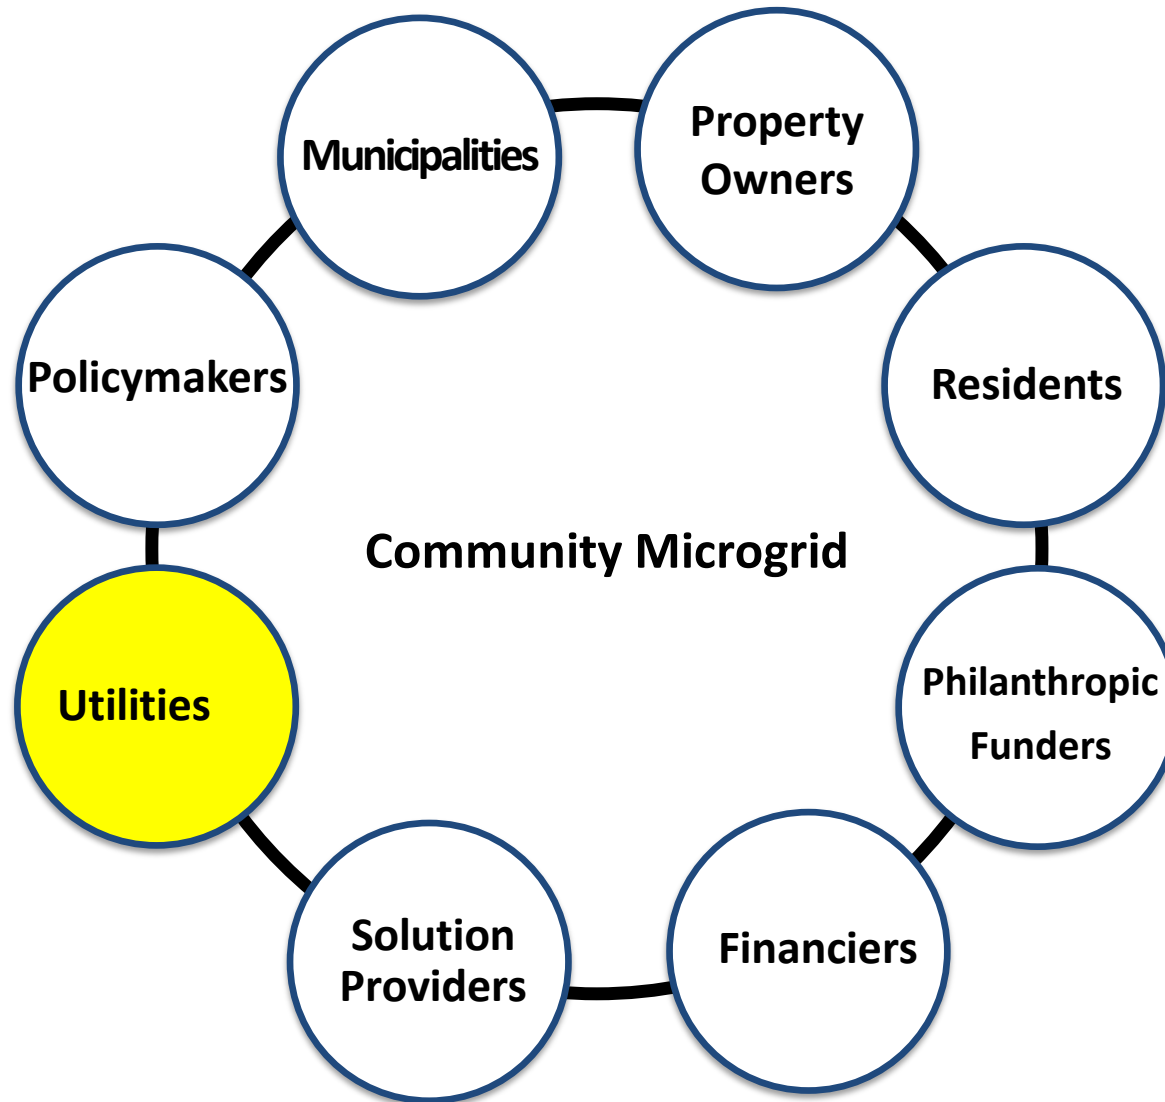 Municipalities
Property
Owners
Policymakers
Residents
Community Microgrid
Utilities
Philanthropic
Funders
Solution
Providers
Financiers